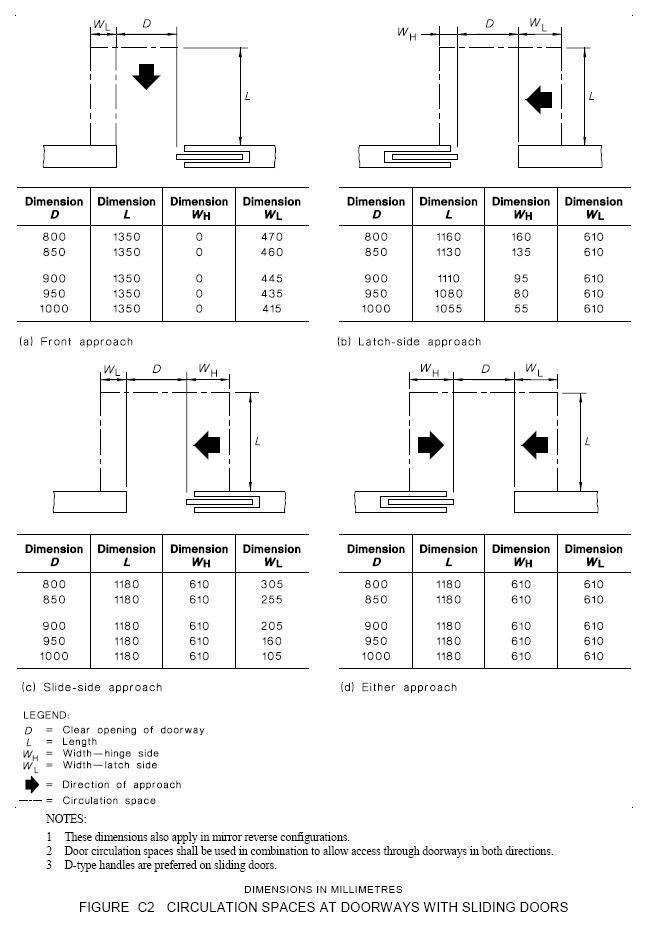 WL D
L
WH D WL
L
Dimension D Dimension L Dimension WH Dimension WL
800 1350 0 470
850 1350 0 460
900 1350 0 445
950 1350 0 435
1000 1350 0 415
(a) Front approach
Dimension D Dimension L Dimension WH Dimension WL
800 1160 160 610
850 1130 135 610
900 1110 95 610
950 1080 80 610
1000 1055 55 610
(b) Latch-side approach
WL D WH
L
WH D WL
L
Dimension D Dimension L Dimension WH Dimension WL
800 1180 610 305
850 1180 610 255
900 1180 610 205
950 1180 610 160
1000 1180 610 105
(c) Slide-side approach
Dimension D Dimension L Dimension WH Dimension WL
800 1180 610 610
850 1180 610 610
900 1180 610 610
950 1180 610 610
1000 1180 610 610
(d) Either approach
LEGEND:
D = Clear opening of doorway
L = Length
WH = Width—hinge side
WL = Width—latch side
= Direction of approach
= Circulation space
NOTES:
1 These dimensions also apply in mirror reverse configurations.
2 Door circulation spaces shall be used in combination to allow access through doorways in both directions.
3 D-type handles are preferred on sliding doors.
DIMENSIONS IN MILLIMETRES
FIGURE C2 CIRCULATION SPACES AT DOORWAYS WITH SLIDING DOORS